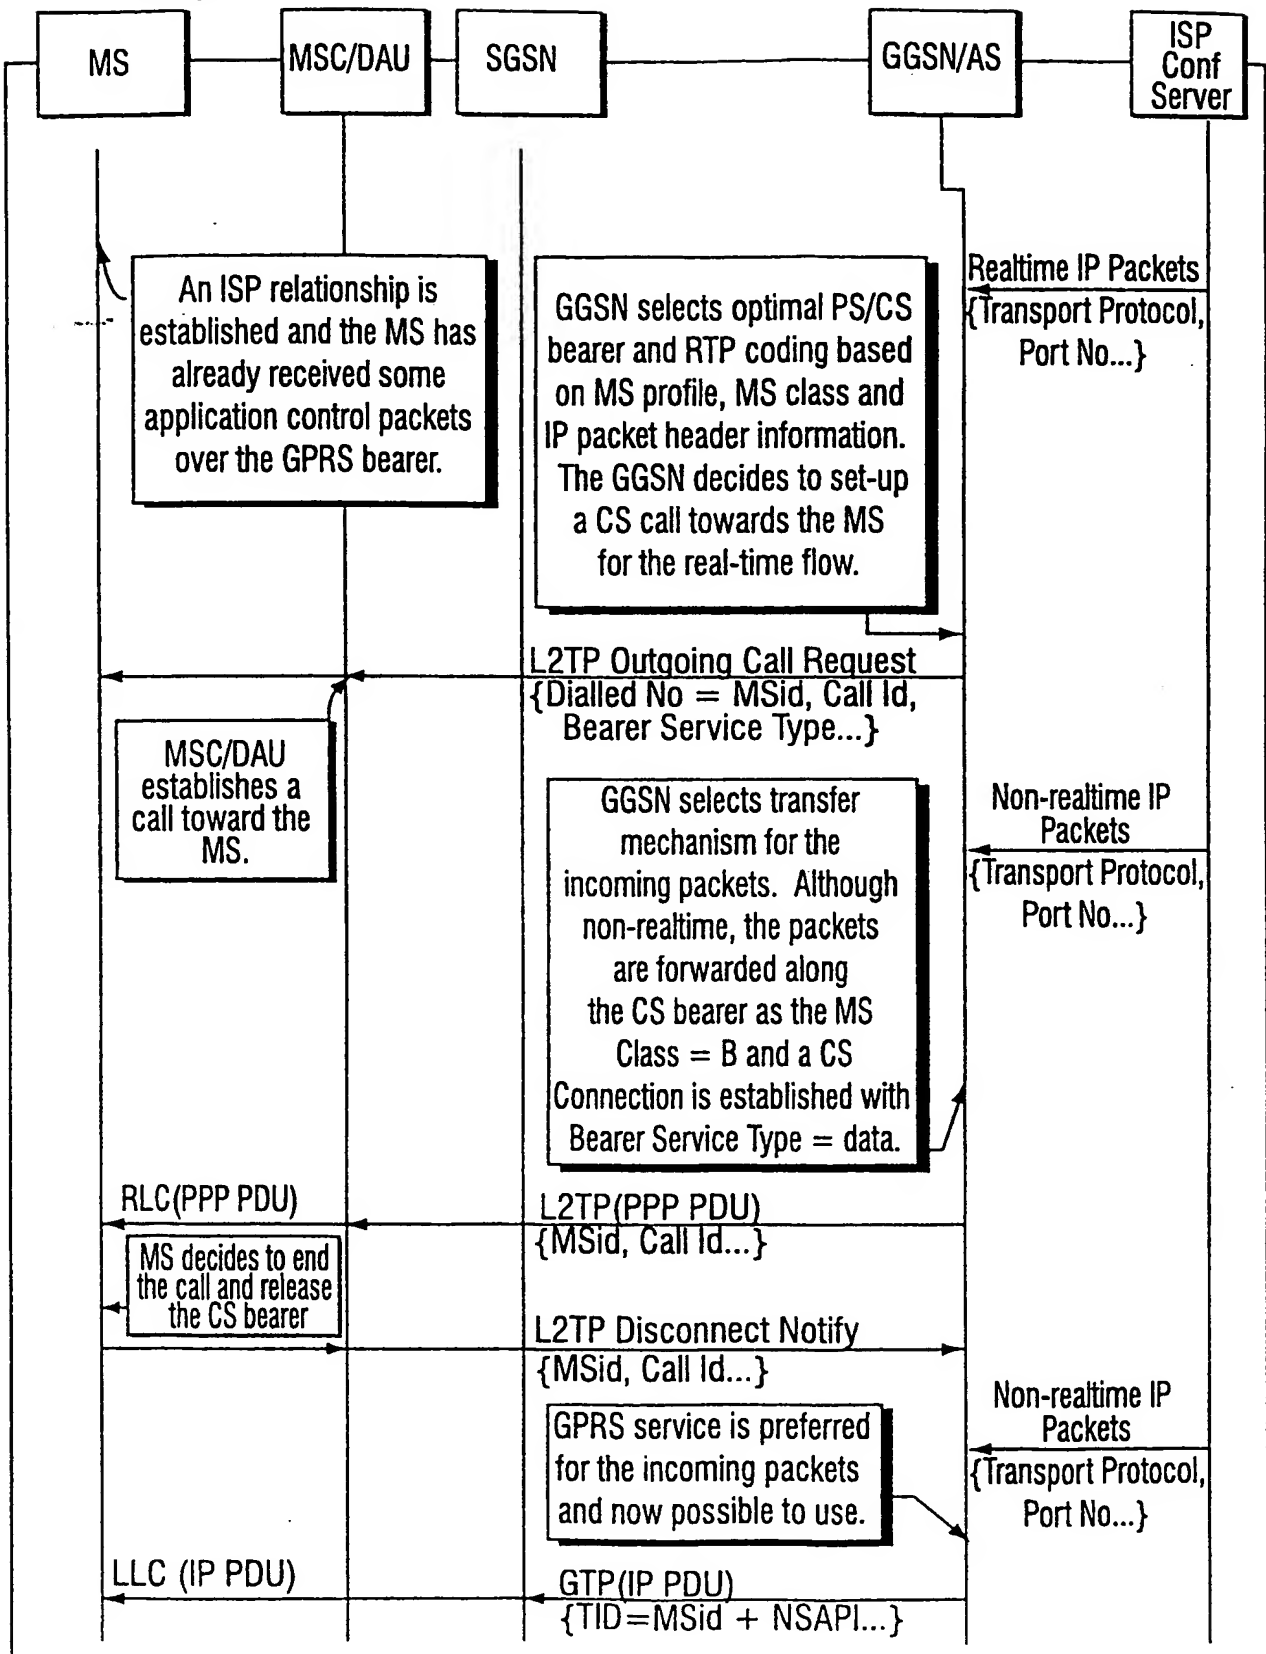 MS
MSC/DAU
SGSN
GGSN/AS
ISP
Conf
Server
An ISP relationship is
established and the MS has
already received some
application control packets
over the GPRS bearer.
GGSN selects optimal PS/CS
bearer and RTP coding based
on MS profile, MS class and
IP packet header information.
The GGSN decides to set-up
a CS call towards the MS
for the real-time flow.
Realtime IP Packets
{Transport Protocol,
Port No...}
L2TP Outgoing Call Request
{Dialled No = MSid, Call Id,
Bearer Service Type...}
MSC/DAU
establishes a
call toward the
MS.
GGSN selects transfer
mechanism for the
incoming packets. Although
non-realtime, the packets
are forwarded along
the CS bearer as the MS
Class = B and a CS
Connection is established with
Bearer Service Type = data.
Non-realtime IP
Packets
{Transport Protocol,
Port No...}
RLC(PPP PDU)
L2TP(PPP PDU)
{MSid, Call Id...}
MS decides to end
the call and release
the CS bearer
L2TP Disconnect Notify
{MSid, Call Id...}
GPRS service is preferred
for the incoming packets
and now possible to use.
Non-realtime IP
Packets
{Transport Protocol,
Port No...}
LLC (IP PDU)
GTP(IP PDU)
{TID=MSid + NSAPI...}